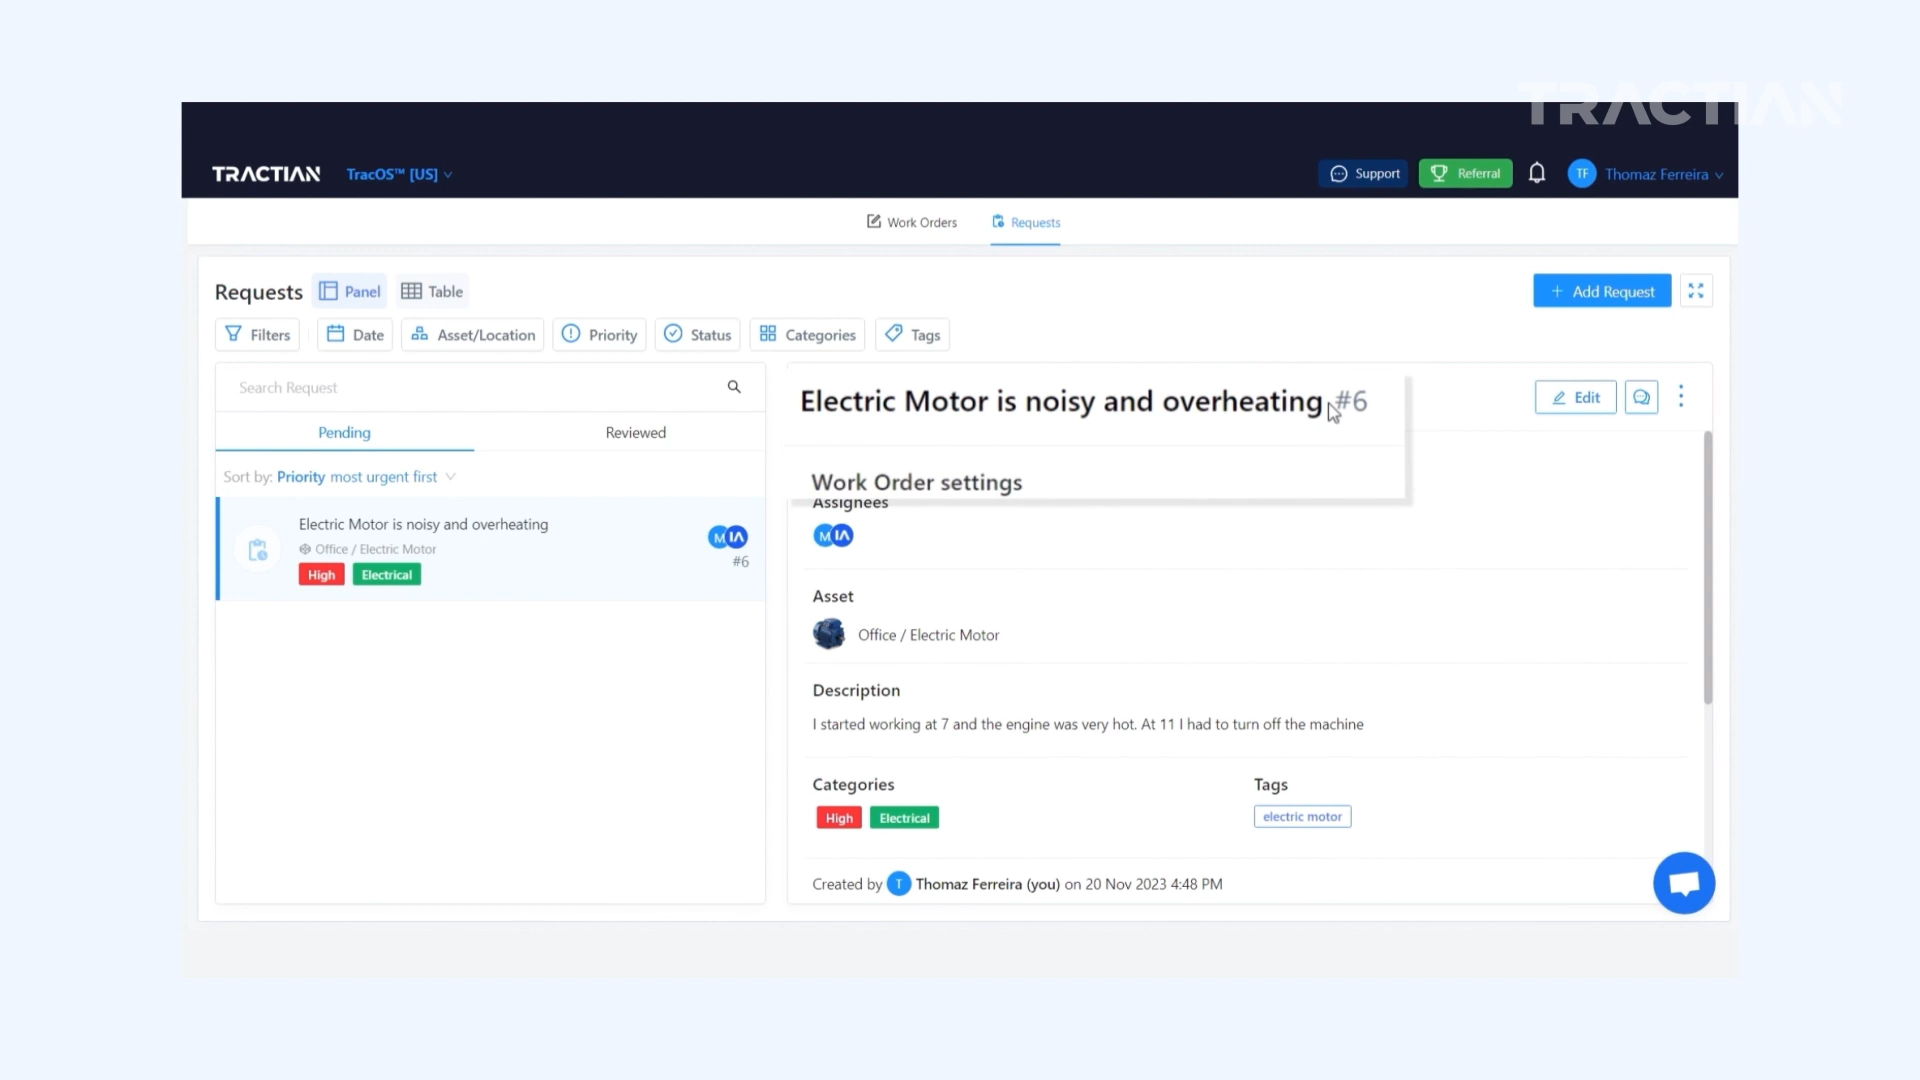 TRACTIAN
TRACTIAN TracOS™ [US] Support Referral TF Thomaz Ferreira
Work Orders Requests
Requests Panel Table + Add Request
Filters Date Asset/Location Priority Status Categories Tags
Search Request
Pending Reviewed
Sort by: Priority most urgent first
Electric Motor is noisy and overheating
Office / Electric Motor
M IA
#6
High Electrical
Electric Motor is noisy and overheating #6
Edit
Work Order settings
Assignees
M IA
Asset
Office / Electric Motor
Description
I started working at 7 and the engine was very hot. At 11 I had to turn off the machine
Categories Tags
High Electrical electric motor
Created by T Thomaz Ferreira (you) on 20 Nov 2023 4:48 PM